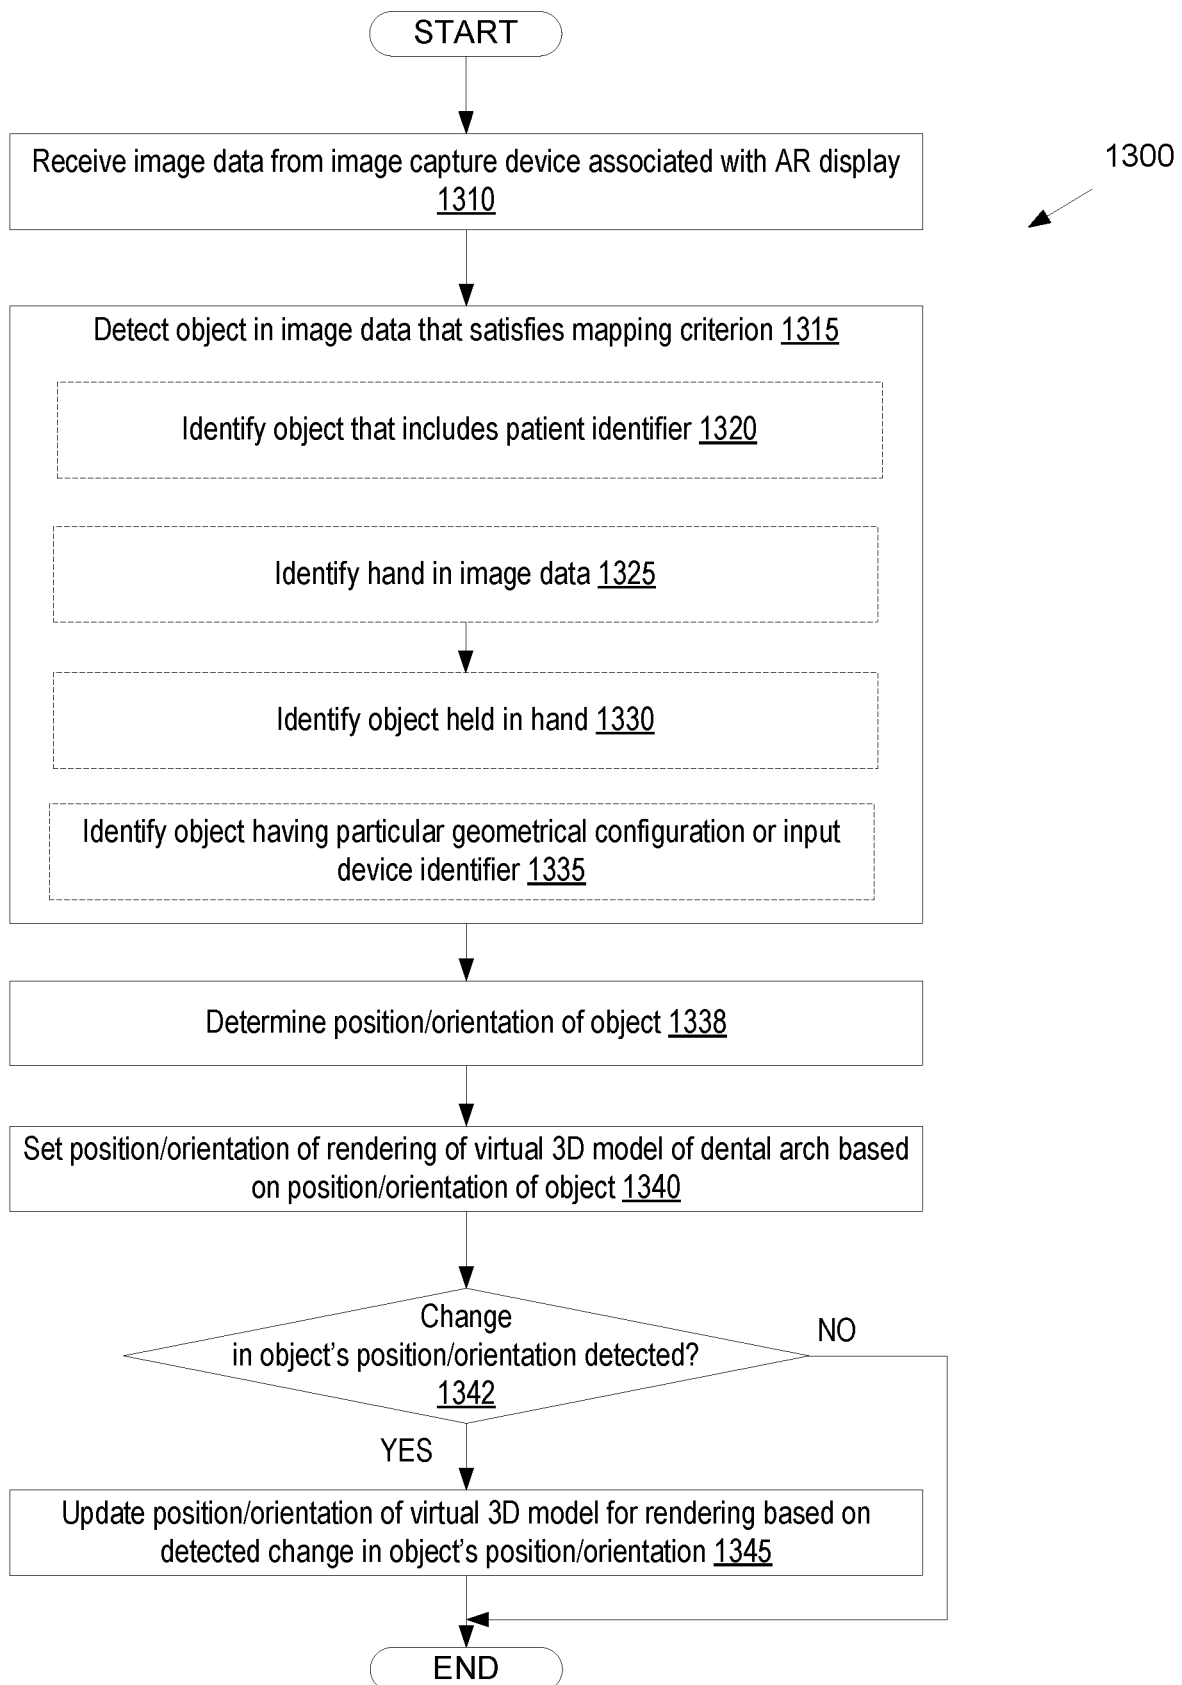 START
Receive image data from image capture device associated with AR display
1310
1300
Detect object in image data that satisfies mapping criterion 1315
Identify object that includes patient identifier 1320
Identify hand in image data 1325
Identify object held in hand 1330
Identify object having particular geometrical configuration or input
device identifier 1335
Determine position/orientation of object 1338
Set position/orientation of rendering of virtual 3D model of dental arch based
on position/orientation of object 1340
Change
in object’s position/orientation detected?
1342
NO
YES
Update position/orientation of virtual 3D model for rendering based on
detected change in object’s position/orientation 1345
END